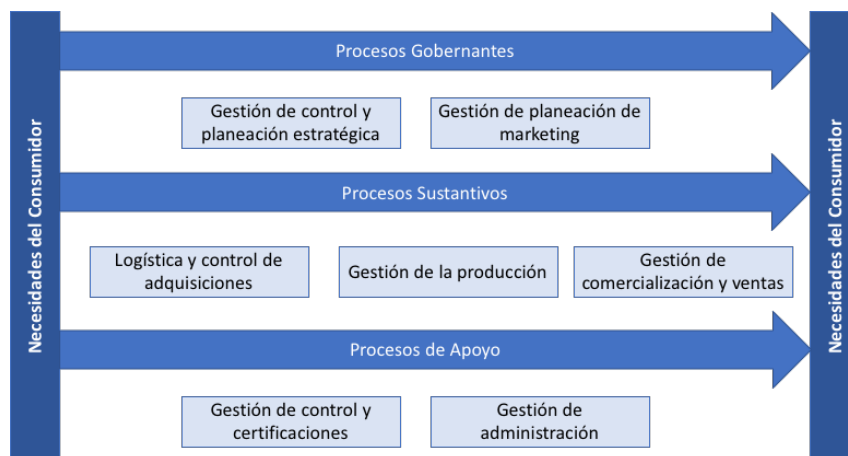 Necesidades del Consumidor
Procesos Gobernantes
Gestión de control y
planeación estratégica
Gestión de planeación de
marketing
Procesos Sustantivos
Logística y control de
adquisiciones
Gestión de la producción
Gestión de
comercialización y ventas
Procesos de Apoyo
Gestión de control y
certificaciones
Gestión de
administración
Necesidades del Consumidor